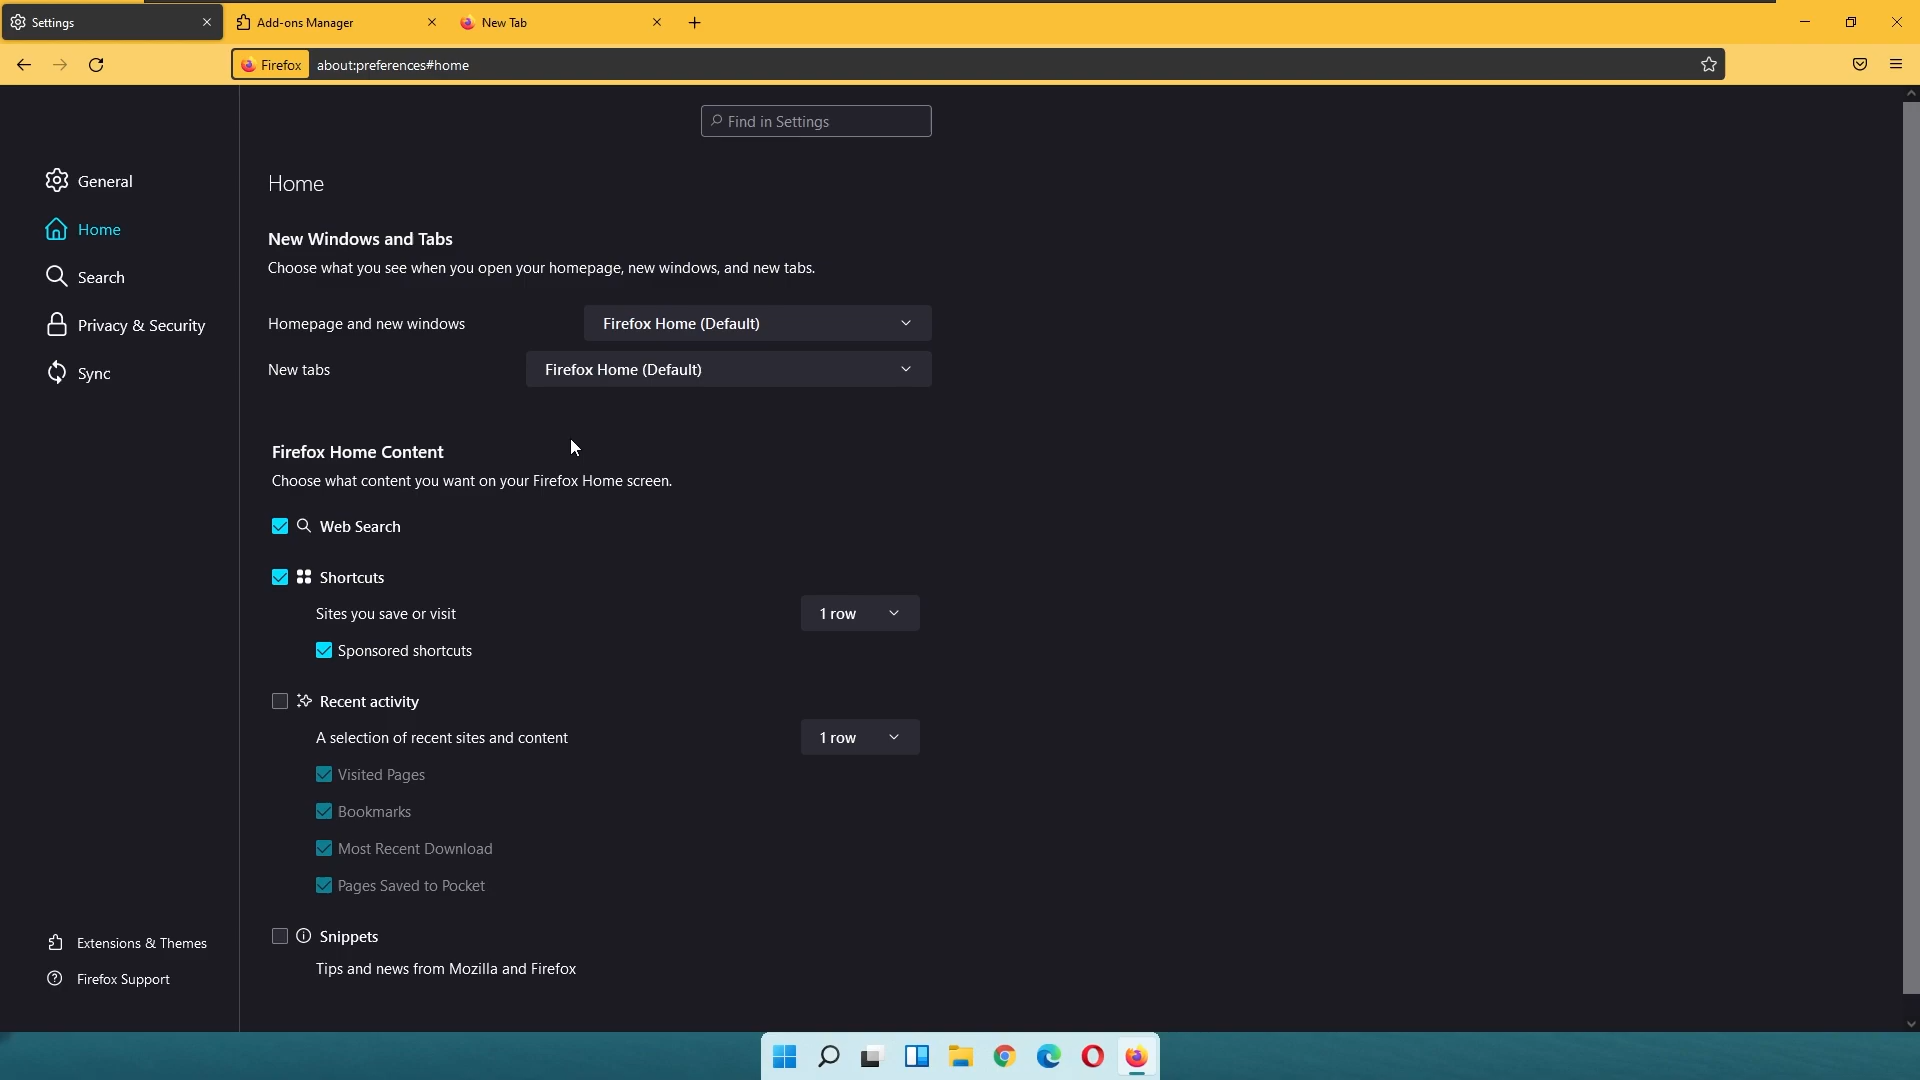 Settings
Add-ons Manager
New Tab
Firefox
about:preferences#home
Find in Settings
General
Home
Search
Privacy & Security
Sync
Home
New Windows and Tabs
Choose what you see when you open your homepage, new windows, and new tabs.
Homepage and new windows
Firefox Home (Default)
New tabs
Firefox Home (Default)
Firefox Home Content
Choose what content you want on your Firefox Home screen.
Web Search
Shortcuts
Sites you save or visit
1 row
Sponsored shortcuts
Recent activity
A selection of recent sites and content
1 row
Visited Pages
Bookmarks
Most Recent Download
Pages Saved to Pocket
Snippets
Tips and news from Mozilla and Firefox
Extensions & Themes
Firefox Support